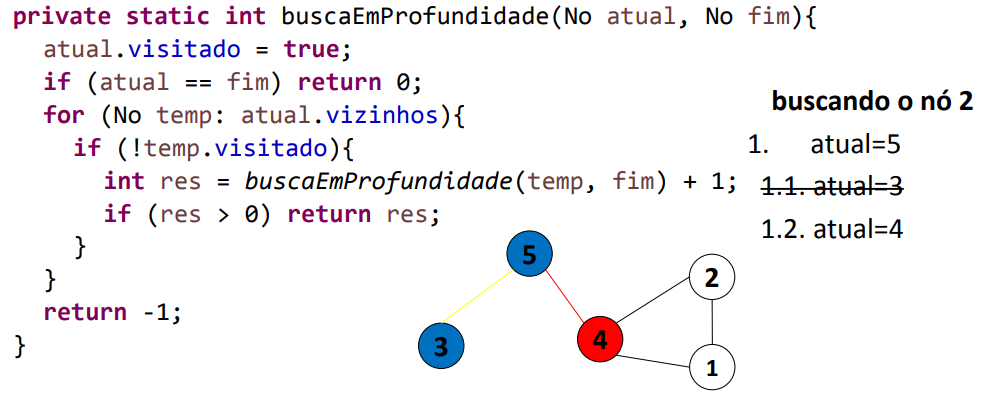 private static int buscaEmProfundidade(No atual, No fim){
atual.visitado = true;
if (atual == fim) return 0;
for (No temp: atual.vizinhos){
if (!temp.visitado){
int res = buscaEmProfundidade(temp, fim) + 1;
if (res > 0) return res;
}
}
return -1;
}
buscando o nó 2
1. atual=5
1.1. atual=3
1.2. atual=4
5
2
4
3
1